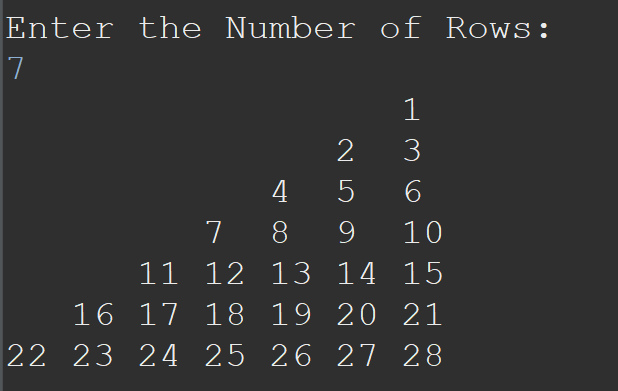 Enter the Number of Rows:
7
                  1
               2  3
            4  5  6
         7  8  9  10
      11 12 13 14 15
   16 17 18 19 20 21
22 23 24 25 26 27 28